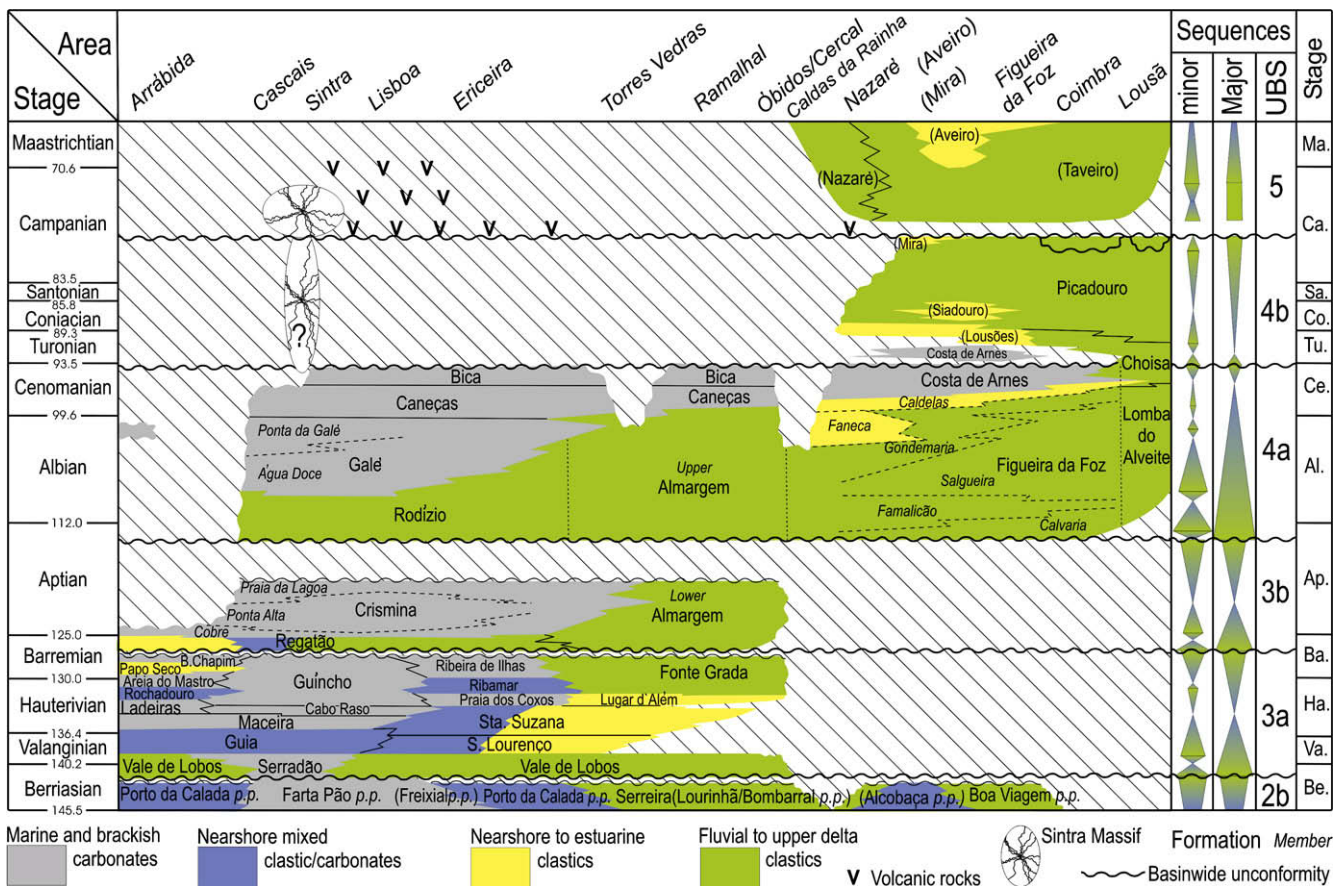 Area
Stage
Arrábida
Cascais
Sintra
Lisboa
Ericeira
Torres Vedras
Ramalhal
Óbidos/Cercal
Caldas da Rainha
Nazaré
(Aveiro)
(Mira)
Figueira
da Foz
Coimbra
Lousã
Sequences
minor
Major
UBS
Stage
Maastrichtian
70.6
Campanian
83.5
Santonian
85.8
Coniacian
89.3
Turonian
93.5
Cenomanian
99.6
Albian
112.0
Aptian
125.0
Barremian
130.0
Hauterivian
136.4
Valanginian
140.2
Berriasian
145.5
(Aveiro)
(Nazaré)
(Taveiro)
V V V
V V V
V V V V V V
(Mira)
Picadouro
(Siadouro)
(Lousões)
Costa de Arnes
Choisa
?
Bica
Bica
Costa de Arnes
Caneças
Caneças
Caldelas
Ponta da Galé
Faneca
Lomba
do
Alveite
Galé
Água Doce
Gondemaria
Upper
Almargem
Figueira da Foz
Salgueira
Rodízio
Famalicão
Calvaria
Praia da Lagoa
Crismina
Ponta Alta
Lower
Almargem
Cobre
Regatão
B.Chapim
Papo Seco
Areia do Mastro
Rochadouro
Ladeiras
Guincho
Ribeira de Ilhas
Fonte Grada
Ribamar
Cabo Raso
Praia dos Coxos
Lugar d'Além
Maceira
Sta. Suzana
Guia
S. Lourenço
Vale de Lobos
Serradão
Vale de Lobos
Porto da Calada p.p.
Farta Pão p.p.
(Freixial p.p.)
Porto da Calada p.p.
Serreira(Lourinhã/Bombarral p.p.)
(Alcobaça p.p.)
Boa Viagem p.p.
5
4b
4a
3b
3a
2b
Ma.
Ca.
Sa.
Co.
Tu.
Ce.
Al.
Ap.
Ba.
Ha.
Va.
Be.
Marine and brackish
carbonates
Nearshore mixed
clastic/carbonates
Nearshore to estuarine
clastics
Fluvial to upper delta
clastics
V Volcanic rocks
Sintra Massif
Formation Member
Basinwide unconformity